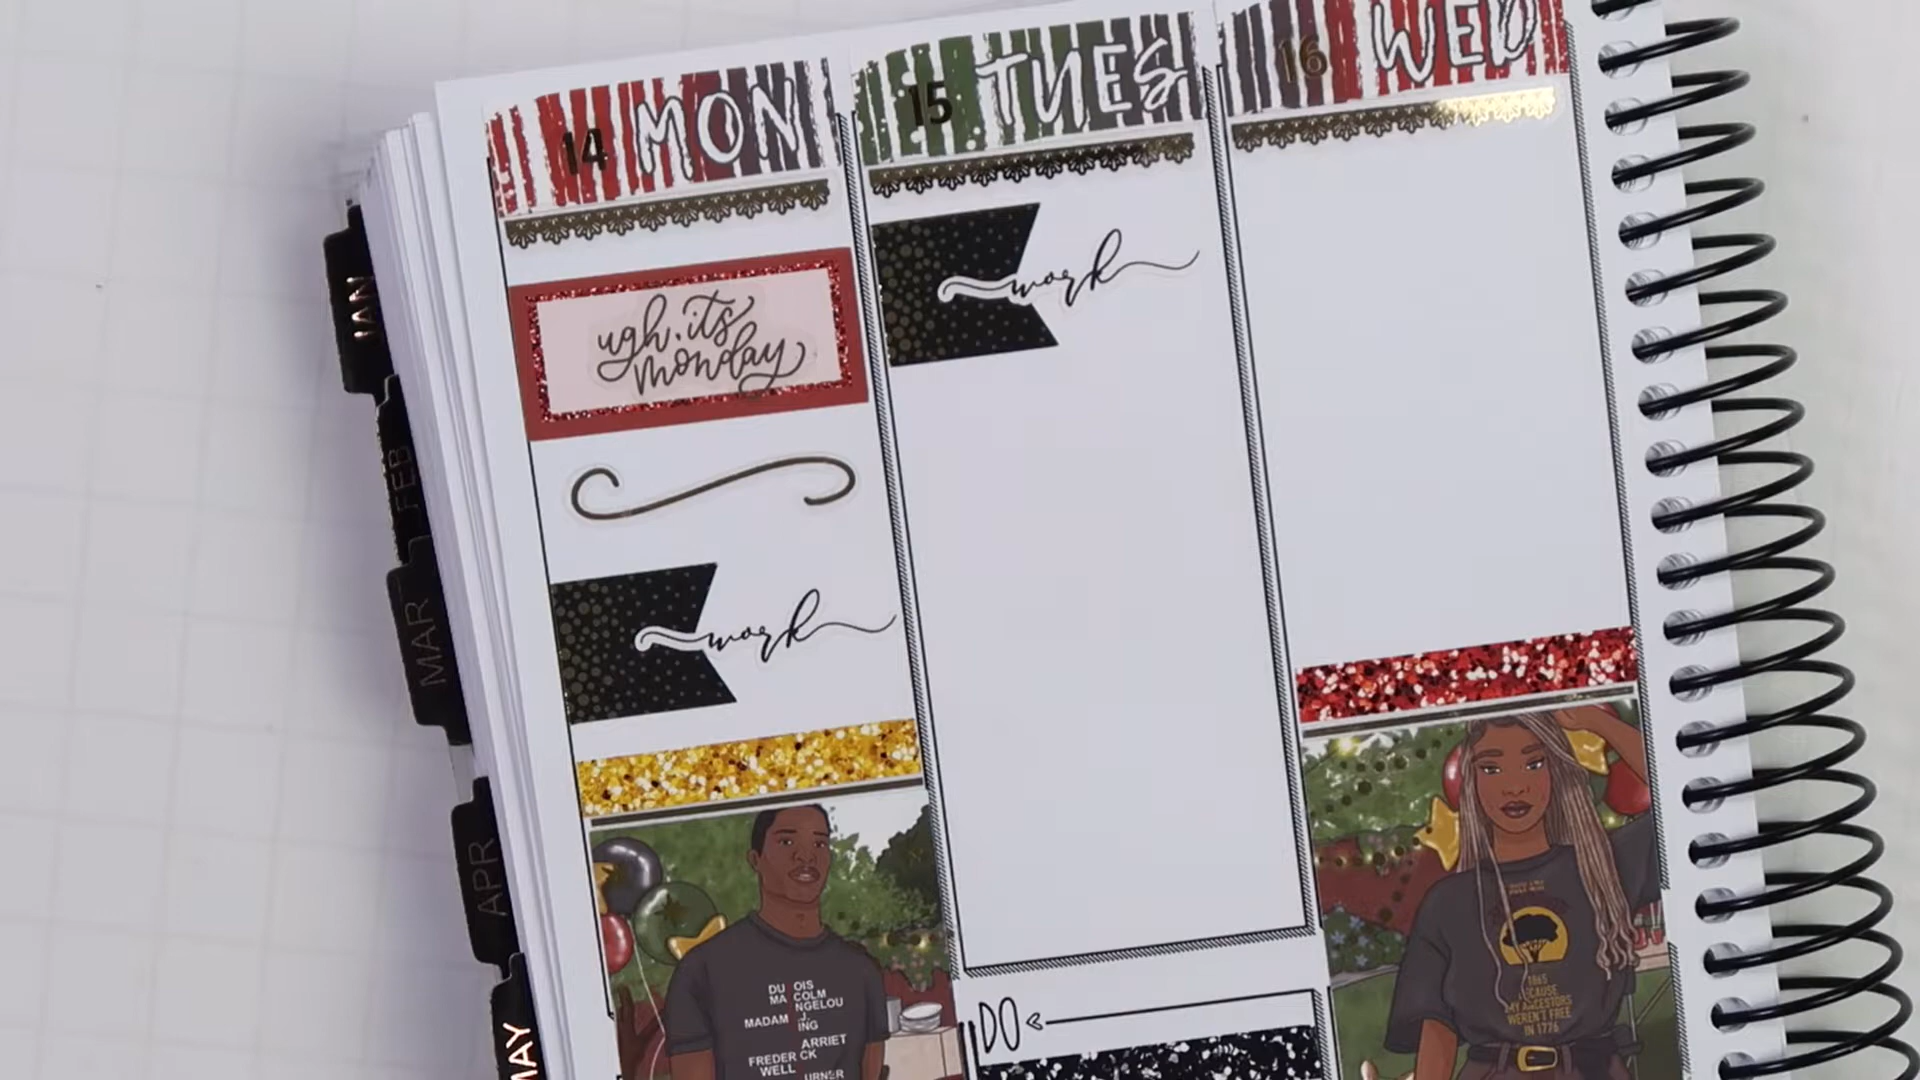 14 MON
15 TUES
16 WED
ugh. its
monday
work
work
JAN
FEB
MAR
APR
MAY
DO
DU OIS
MA COLM
NGELOU
MADAM J.
ING
ARRIET
FREDER CK
WELL
URNER
1865
MY ANCESTORS
WEREN'T FREE
IN 1776